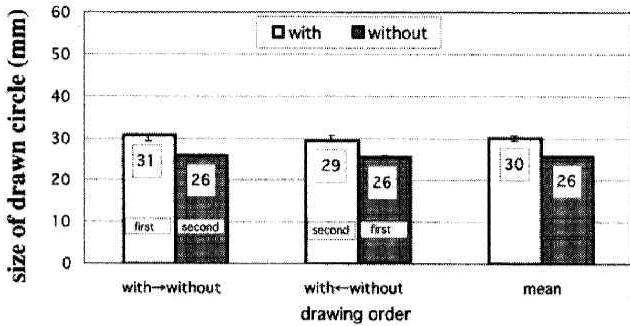 size of drawn circle (mm)
60
50
40
30
20
10
0
with without
31
26
first
second
29
26
second
first
30
26
with→without
with←without
mean
drawing order